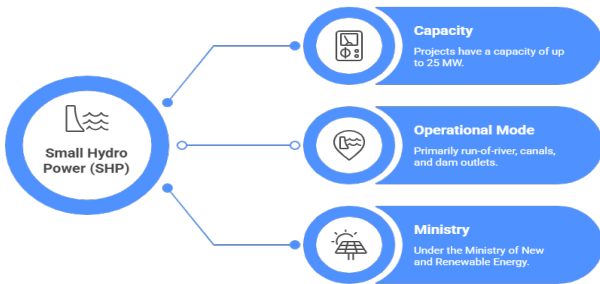 Small Hydro
Power (SHP)
Capacity
Projects have a capacity of up
to 25 MW.
Operational Mode
Primarily run-of-river, canals,
and dam outlets.
Ministry
Under the Ministry of New
and Renewable Energy.